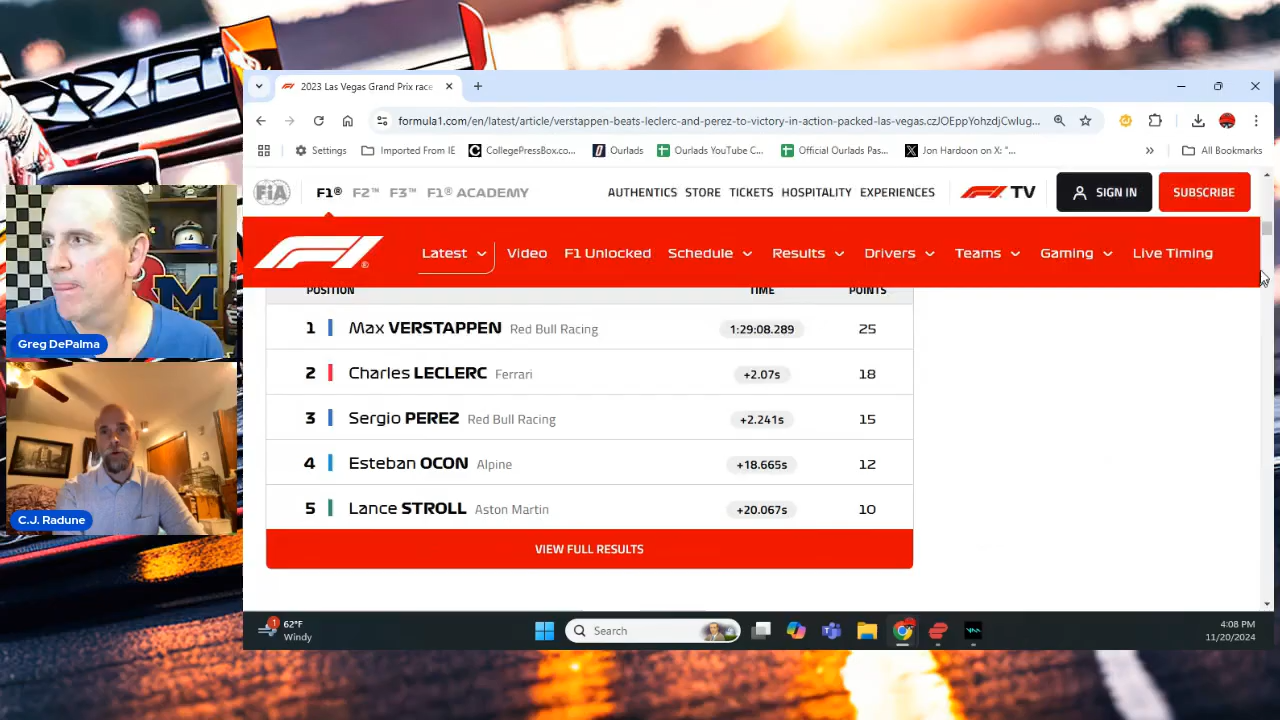 2023 Las Vegas Grand Prix race
formula1.com/en/latest/article/verstappen-beats-leclerc-and-perez-to-victory-in-action-packed-las-vegas.czJOEppYohzdjCwlug...
Settings Imported From IE CollegePressBox.co... Ourlads Ourlads YouTube C... Official Ourlads Pas... Jon Hardoon on X: "... » All Bookmarks
FIA F1® F2™ F3™ F1® ACADEMY AUTHENTICS STORE TICKETS HOSPITALITY EXPERIENCES F1 TV SIGN IN SUBSCRIBE
Latest Video F1 Unlocked Schedule Results Drivers Teams Gaming Live Timing
POSITION TIME POINTS
1 Max VERSTAPPEN Red Bull Racing 1:29:08.289 25
2 Charles LECLERC Ferrari +2.07s 18
3 Sergio PEREZ Red Bull Racing +2.241s 15
4 Esteban OCON Alpine +18.665s 12
5 Lance STROLL Aston Martin +20.067s 10
VIEW FULL RESULTS
Greg DePalma
M
C.J. Radune
1 62°F
Windy
Search
4:08 PM
11/20/2024